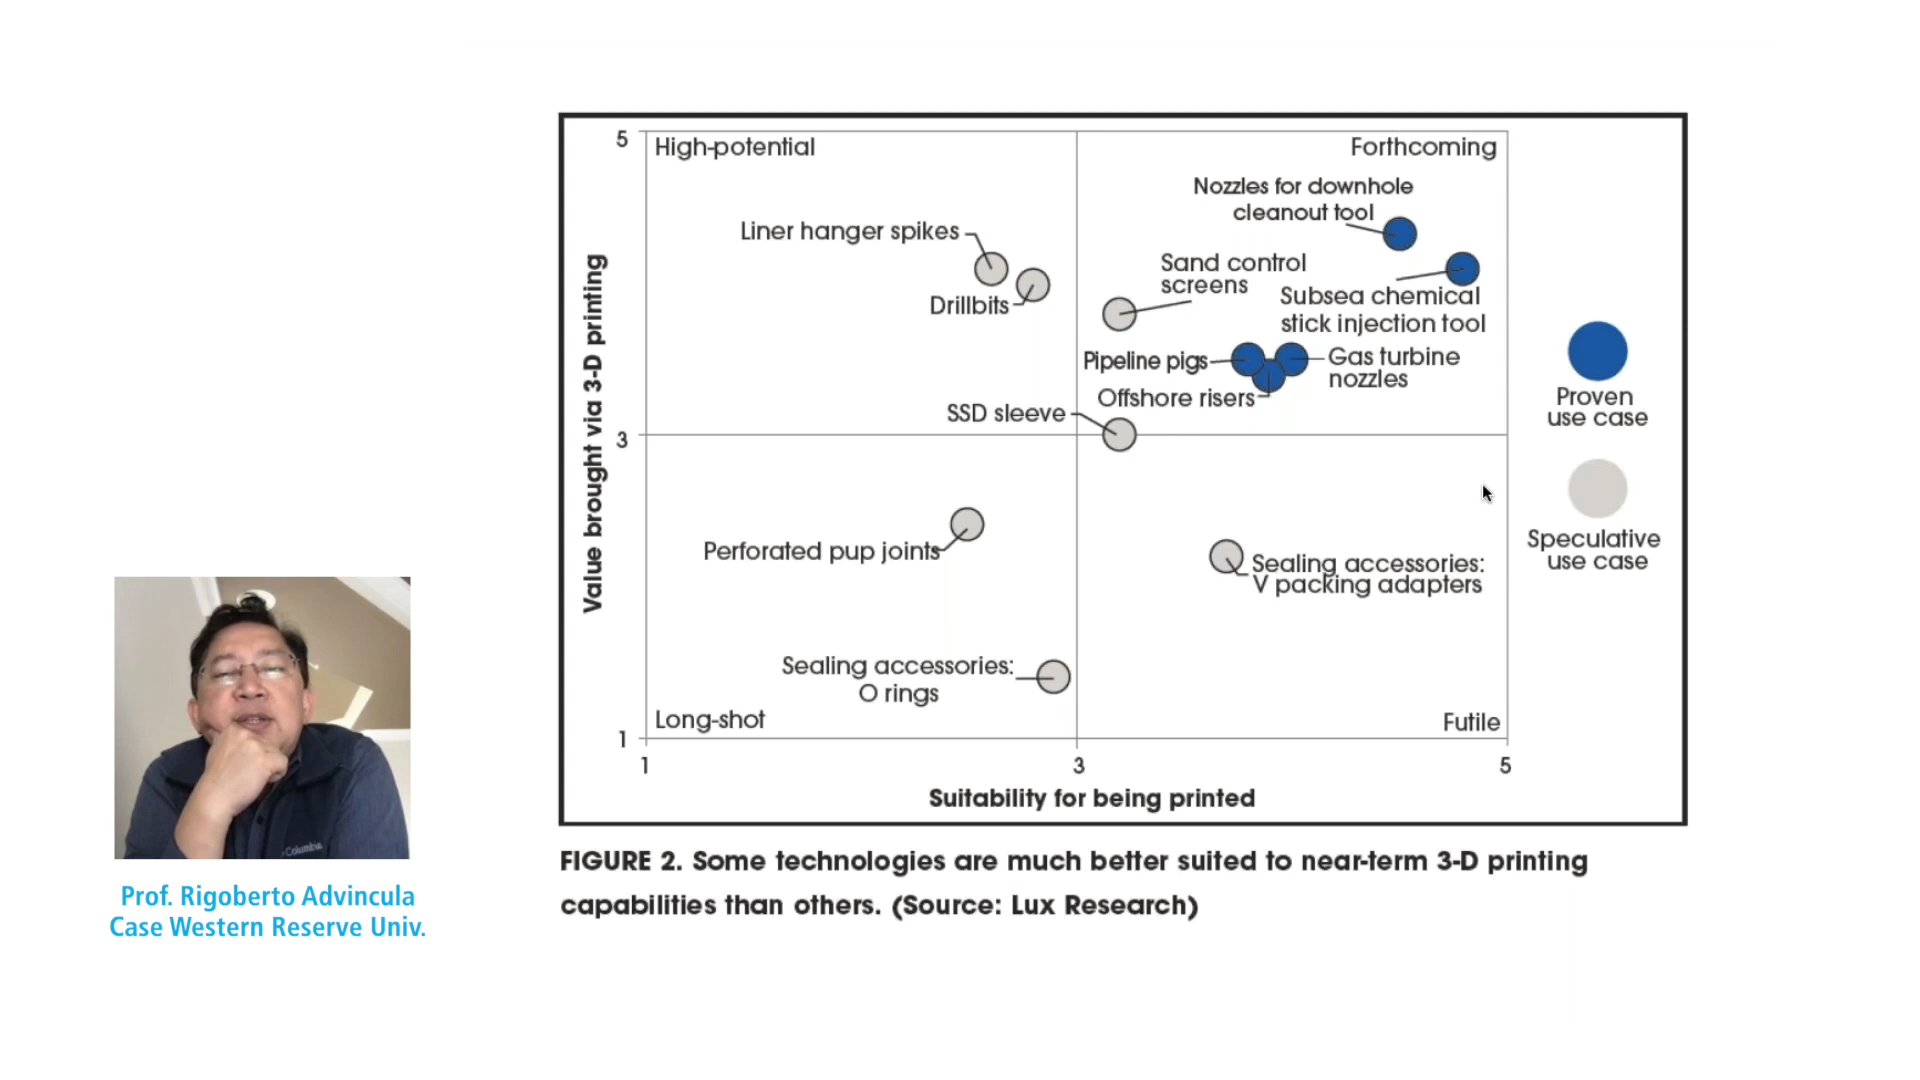 5
High-potential
Forthcoming
Nozzles for downhole
cleanout tool
Liner hanger spikes
Sand control
screens
Drillbits
Subsea chemical
stick injection tool
Pipeline pigs
Gas turbine
nozzles
Offshore risers
SSD sleeve
3
Value brought via 3-D printing
Perforated pup joints
Sealing accessories:
V packing adapters
Sealing accessories:
O rings
Long-shot
Futile
1
1
3
5
Suitability for being printed
Proven
use case
Speculative
use case
FIGURE 2. Some technologies are much better suited to near-term 3-D printing
capabilities than others. (Source: Lux Research)
Columbia
Prof. Rigoberto Advincula
Case Western Reserve Univ.